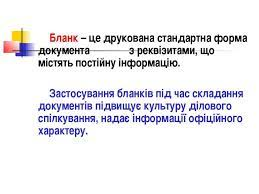 Бланк – це друкована стандартна форма
документа з реквізитами, що
містять постійну інформацію.
Застосування бланків під час складання
документів підвищує культуру ділового
спілкування, надає інформації офіційного
характеру.